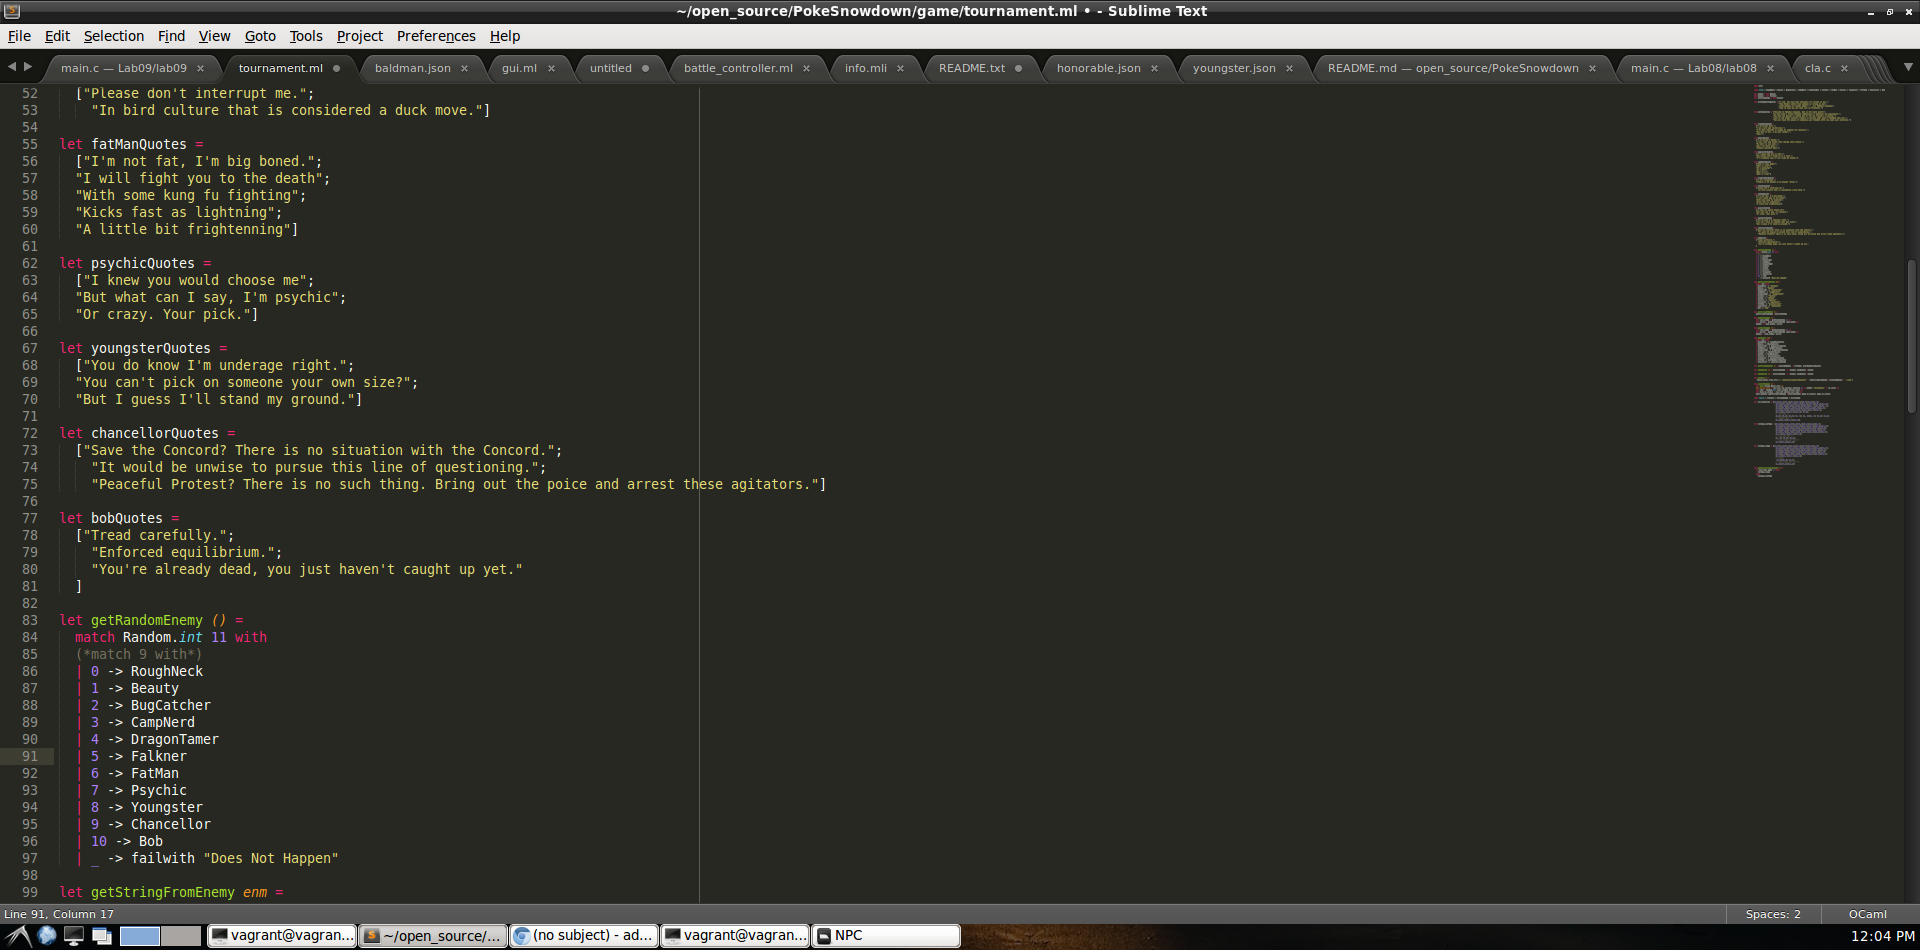 ~/open_source/PokeSnowdown/game/tournament.ml • - Sublime Text
File Edit Selection Find View Goto Tools Project Preferences Help
main.c — Lab09/lab09 × tournament.ml baldman.json × gui.ml × untitled battle_controller.ml × info.mli × README.txt honorable.json × youngster.json × README.md — open_source/PokeSnowdown × main.c — Lab08/lab08 × cla.c ×
52 ["Please don't interrupt me.";
53 "In bird culture that is considered a duck move."]
54
55 let fatManQuotes =
56 ["I'm not fat, I'm big boned.";
57 "I will fight you to the death";
58 "With some kung fu fighting";
59 "Kicks fast as lightning";
60 "A little bit frightenning"]
61
62 let psychicQuotes =
63 ["I knew you would choose me";
64 "But what can I say, I'm psychic";
65 "Or crazy. Your pick."]
66
67 let youngsterQuotes =
68 ["You do know I'm underage right.";
69 "You can't pick on someone your own size?";
70 "But I guess I'll stand my ground."]
71
72 let chancellorQuotes =
73 ["Save the Concord? There is no situation with the Concord.";
74 "It would be unwise to pursue this line of questioning.";
75 "Peaceful Protest? There is no such thing. Bring out the poice and arrest these agitators."]
76
77 let bobQuotes =
78 ["Tread carefully.";
79 "Enforced equilibrium.";
80 "You're already dead, you just haven't caught up yet."
81 ]
82
83 let getRandomEnemy () =
84 match Random.int 11 with
85 (*match 9 with*)
86 | 0 -> RoughNeck
87 | 1 -> Beauty
88 | 2 -> BugCatcher
89 | 3 -> CampNerd
90 | 4 -> DragonTamer
91 | 5 -> Falkner
92 | 6 -> FatMan
93 | 7 -> Psychic
94 | 8 -> Youngster
95 | 9 -> Chancellor
96 | 10 -> Bob
97 | _ -> failwith "Does Not Happen"
98
99 let getStringFromEnemy enm =
Line 91, Column 17 Spaces: 2 OCaml
vagrant@vagran... ~/open_source/... (no subject) - ad... vagrant@vagran... NPC 12:04 PM